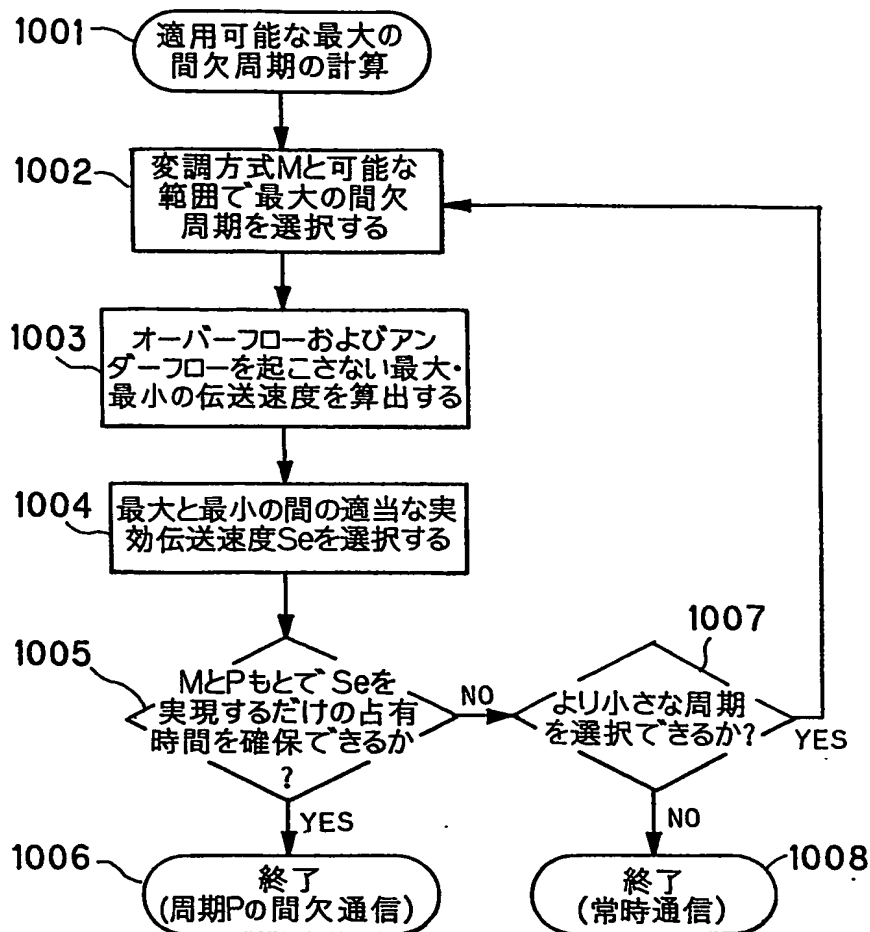 1001
適用可能な最大の
間欠周期の計算
1002
変調方式Mと可能な
範囲で最大の間欠
周期を選択する
1003
オーバーフローおよびアン
ダーフローを起こさない最大・
最小の伝送速度を算出する
1004
最大と最小の間の適当な実
効伝送速度Seを選択する
1005
MとPもとでSeを
実現するだけの占有
時間を確保できるか
?
NO
1007
より小さな周期
を選択できるか?
YES
YES
NO
1006
終了
(周期Pの間欠通信)
1008
終了
(常時通信)